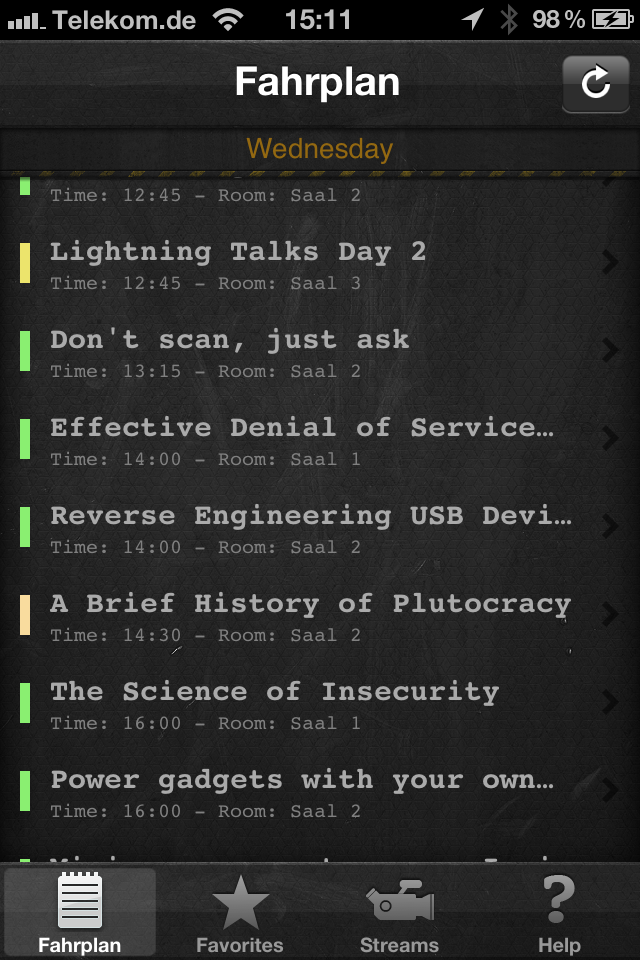 Telekom.de 15:11 98 %
Fahrplan
Wednesday
Time: 12:45 – Room: Saal 2
Lightning Talks Day 2
Time: 12:45 – Room: Saal 3
Don't scan, just ask
Time: 13:15 – Room: Saal 2
Effective Denial of Service…
Time: 14:00 – Room: Saal 1
Reverse Engineering USB Devi…
Time: 14:00 – Room: Saal 2
A Brief History of Plutocracy
Time: 14:30 – Room: Saal 2
The Science of Insecurity
Time: 16:00 – Room: Saal 1
Power gadgets with your own…
Time: 16:00 – Room: Saal 2
Fahrplan Favorites Streams Help